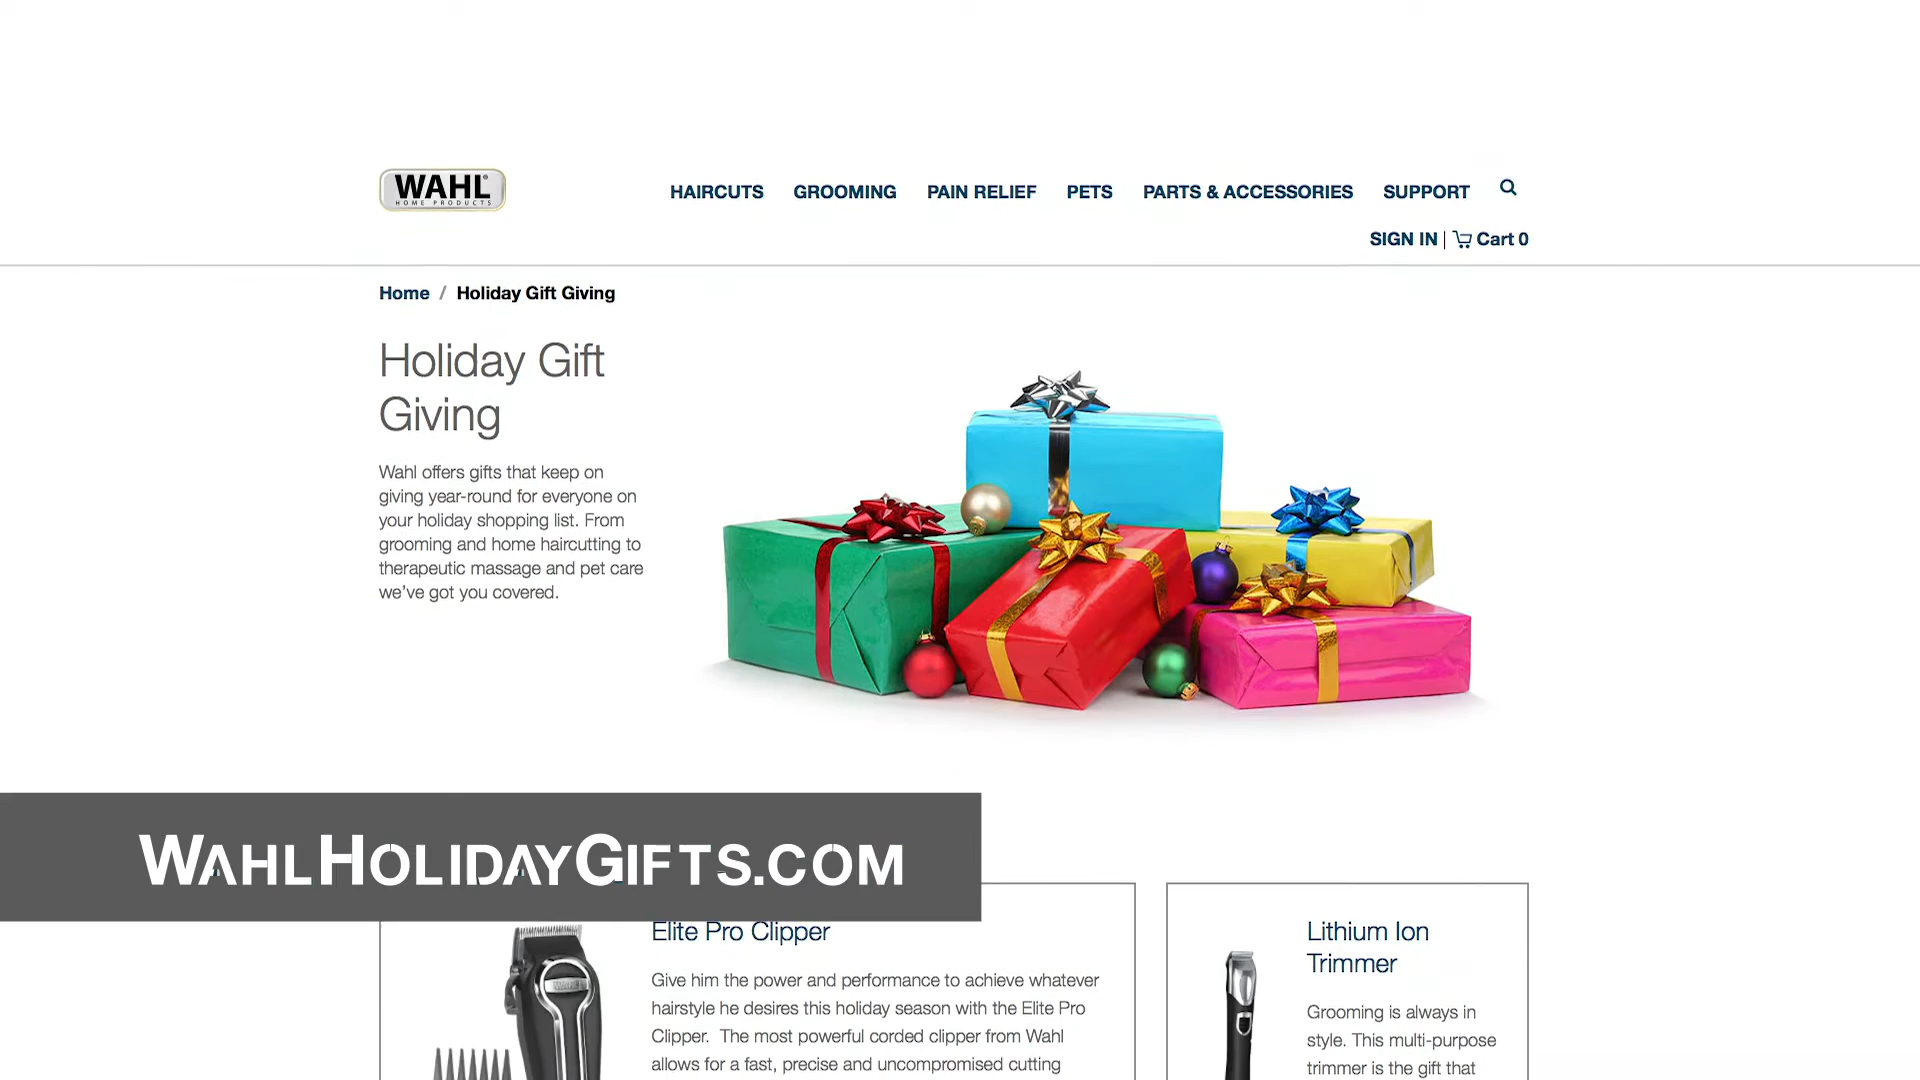 WAHL
HOME PRODUCTS
HAIRCUTS GROOMING PAIN RELIEF PETS PARTS & ACCESSORIES SUPPORT
SIGN IN | Cart 0
Home / Holiday Gift Giving
Holiday Gift
Giving
Wahl offers gifts that keep on
giving year-round for everyone on
your holiday shopping list. From
grooming and home haircutting to
therapeutic massage and pet care
we've got you covered.
WAHLHOLIDAYGIFTS.COM
Elite Pro Clipper
Give him the power and performance to achieve whatever
hairstyle he desires this holiday season with the Elite Pro
Clipper. The most powerful corded clipper from Wahl
allows for a fast, precise and uncompromised cutting
Lithium Ion
Trimmer
Grooming is always in
style. This multi-purpose
trimmer is the gift that